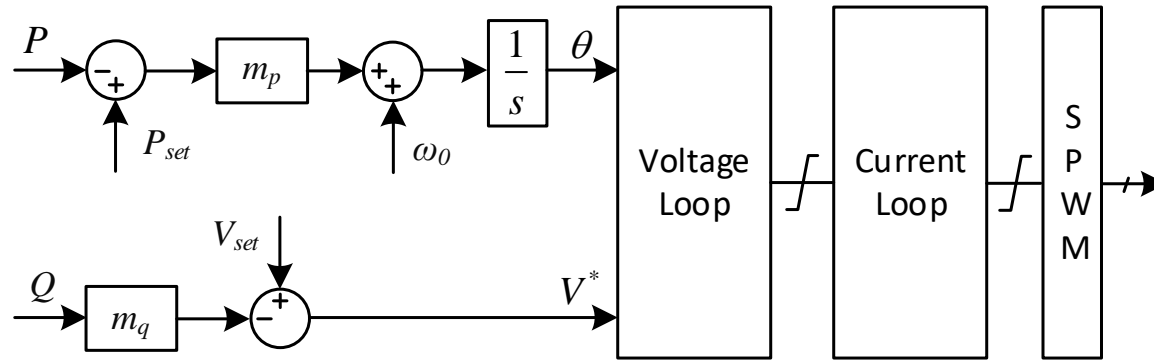 P
−
+
P_set
m_p
+
+
ω_0
1
s
θ
Q
m_q
V_set
+
−
V^*
Voltage
Loop
Current
Loop
S
P
W
M